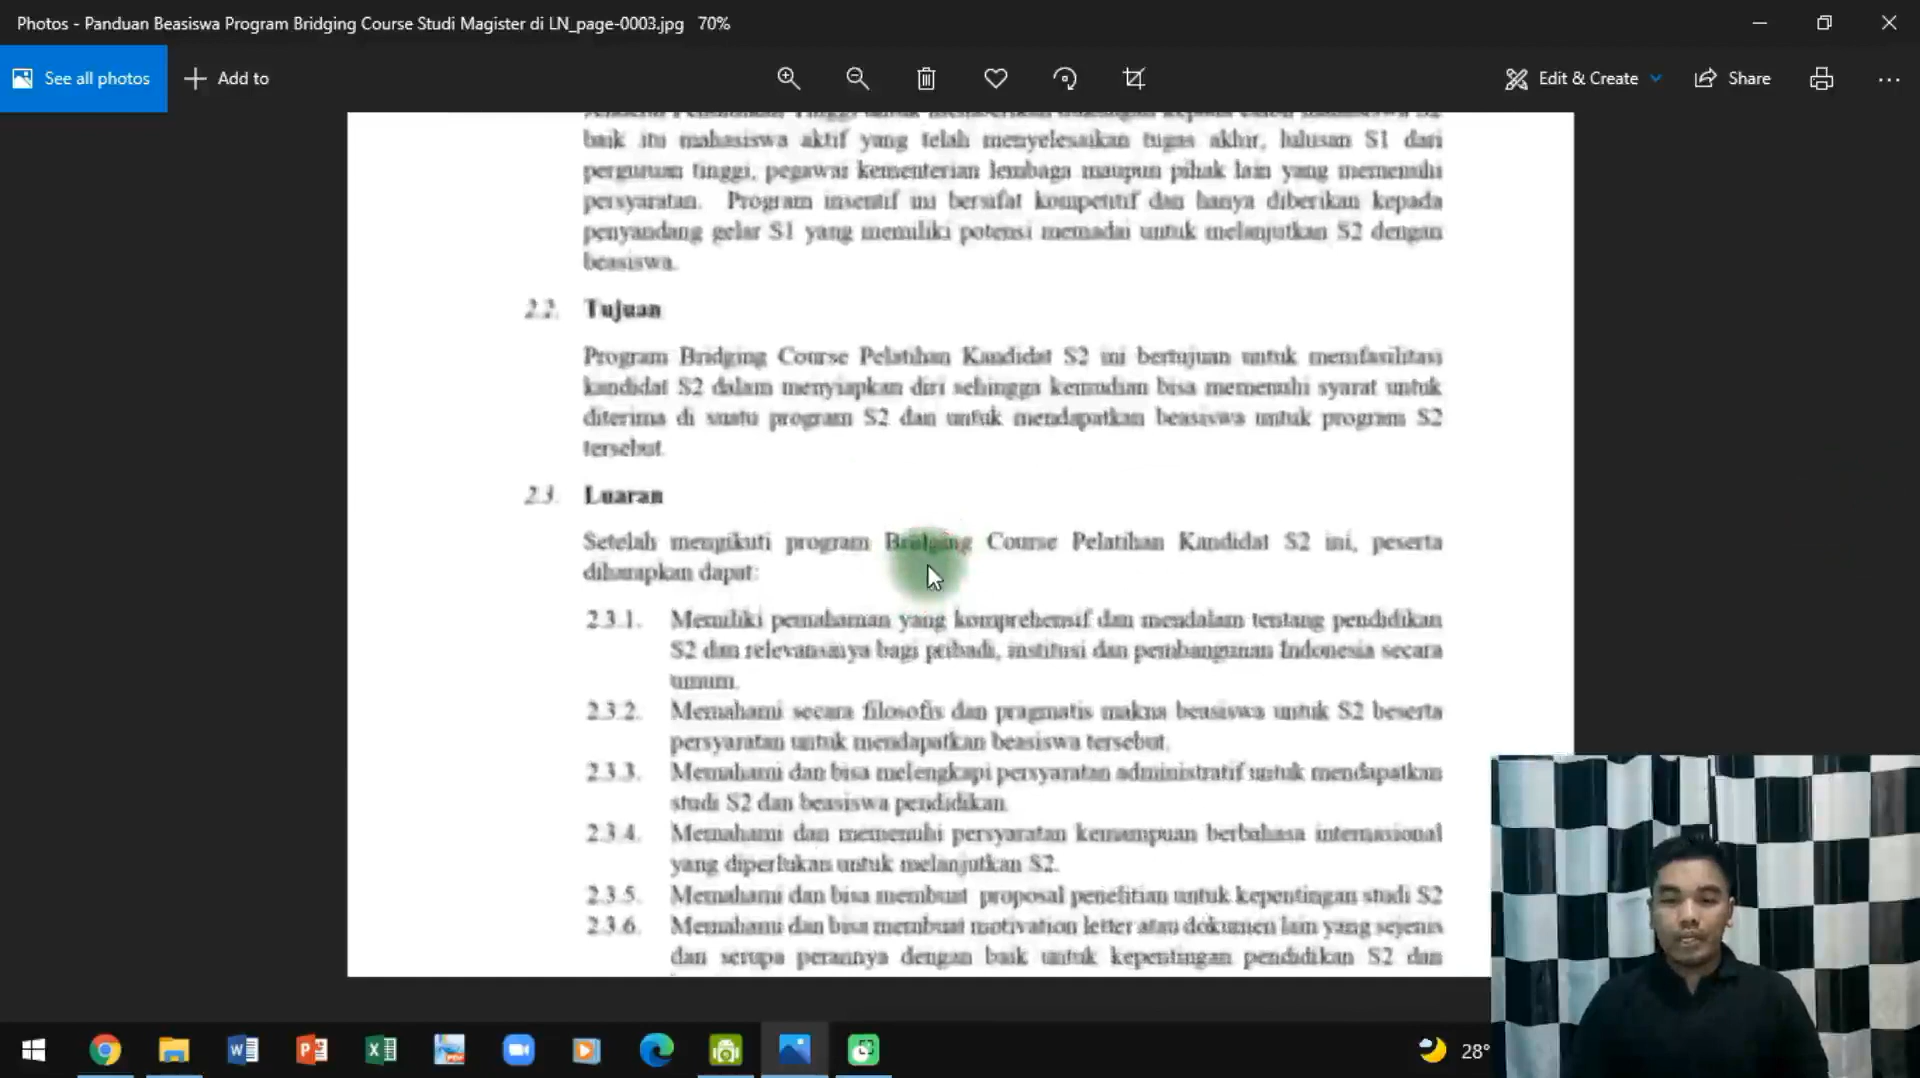 Photos - Panduan Beasiswa Program Bridging Course Studi Magister di LN_page-0003.jpg 70%
See all photos
Add to
Edit & Create
Share
baik itu mahasiswa aktif yang telah menyelesaikan tugas akhir, lulusan S1 dari
perguruan tinggi, pegawai kementerian lembaga maupun pihak lain yang memenuhi
persyaratan. Program insentif ini bersifat kompetitif dan hanya diberikan kepada
penyandang gelar S1 yang memiliki potensi memadai untuk melanjutkan S2 dengan
beasiswa.
2.2. Tujuan
Program Bridging Course Pelatihan Kandidat S2 ini bertujuan untuk memfasilitasi
kandidat S2 dalam menyiapkan diri sehingga kemudian bisa memenuhi syarat untuk
diterima di suatu program S2 dan untuk mendapatkan beasiswa untuk program S2
tersebut.
2.3. Luaran
Setelah mengikuti program Bridging Course Pelatihan Kandidat S2 ini, peserta
diharapkan dapat:
2.3.1. Memiliki pemahaman yang komprehensif dan mendalam tentang pendidikan
S2 dan relevansinya bagi pribadi, institusi dan pembangunan Indonesia secara
umum.
2.3.2. Memahami secara filosofis dan pragmatis makna beasiswa untuk S2 beserta
persyaratan untuk mendapatkan beasiswa tersebut.
2.3.3. Memahami dan bisa melengkapi persyaratan administratif untuk mendapatkan
studi S2 dan beasiswa pendidikan.
2.3.4. Memahami dan memenuhi persyaratan kemampuan berbahasa internasional
yang diperlukan untuk melanjutkan S2.
2.3.5. Memahami dan bisa membuat proposal penelitian untuk kepentingan studi S2
2.3.6. Memahami dan bisa membuat motivation letter atau dokumen lain yang sejenis
dan serupa perannya dengan baik untuk kepentingan pendidikan S2 dan
28°